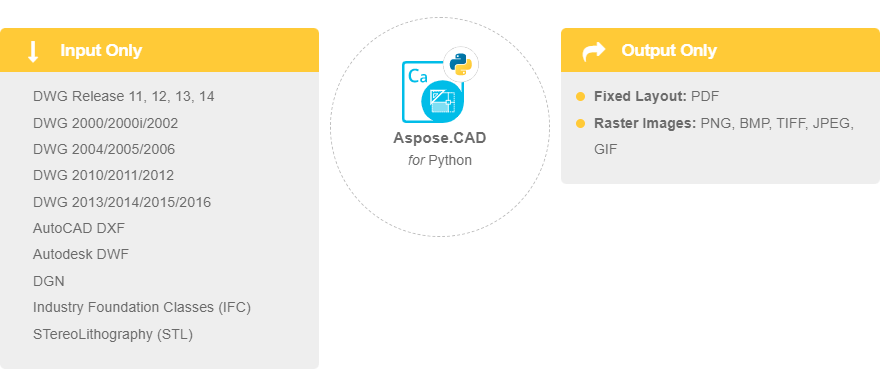 Input Only
DWG Release 11, 12, 13, 14
DWG 2000/2000i/2002
DWG 2004/2005/2006
DWG 2010/2011/2012
DWG 2013/2014/2015/2016
AutoCAD DXF
Autodesk DWF
DGN
Industry Foundation Classes (IFC)
STereoLithography (STL)
Ca
Aspose.CAD
for Python
Output Only
Fixed Layout: PDF
Raster Images: PNG, BMP, TIFF, JPEG,
GIF